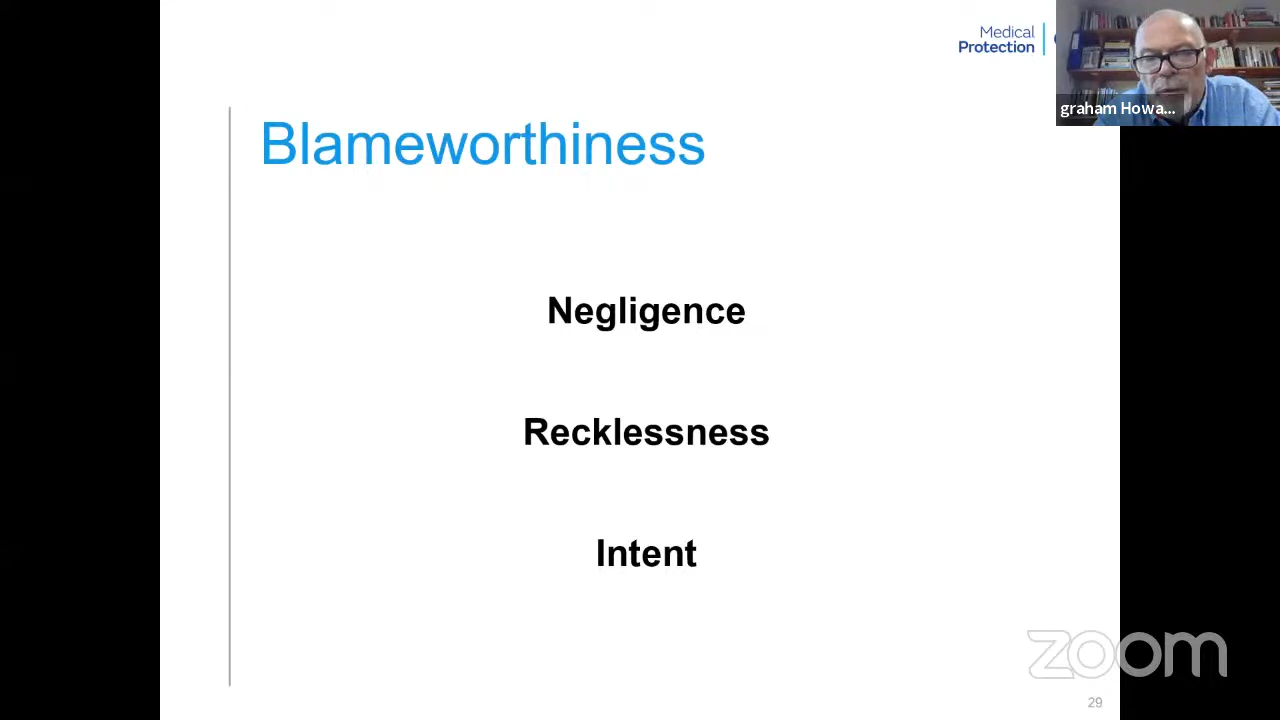 Medical
Protection
graham Howa...
Blameworthiness
Negligence
Recklessness
Intent
zoom
29